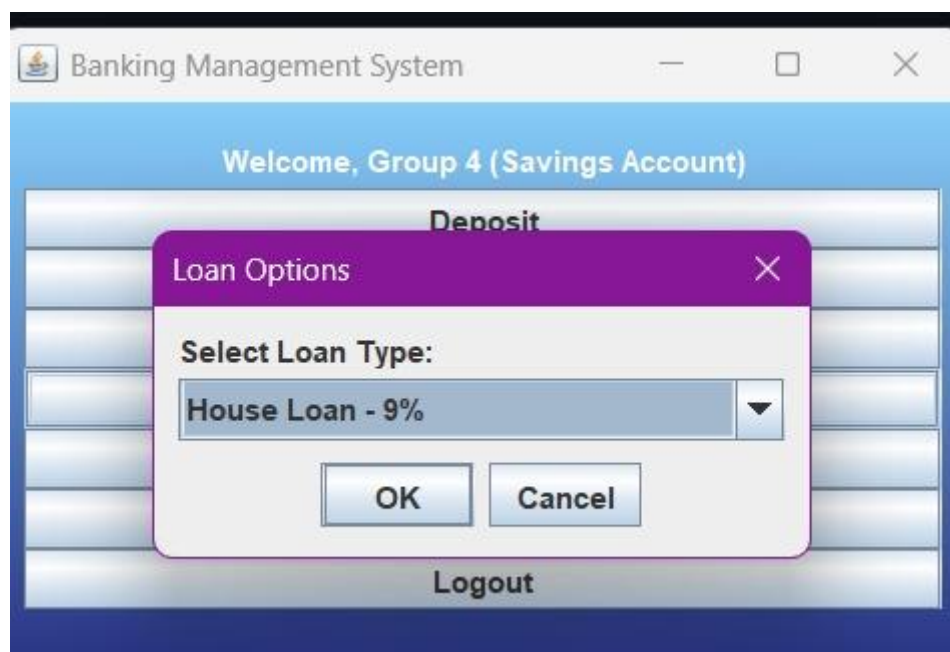 Banking Management System
Welcome, Group 4 (Savings Account)
Deposit
Loan Options
Select Loan Type:
House Loan - 9%
OK Cancel
Logout